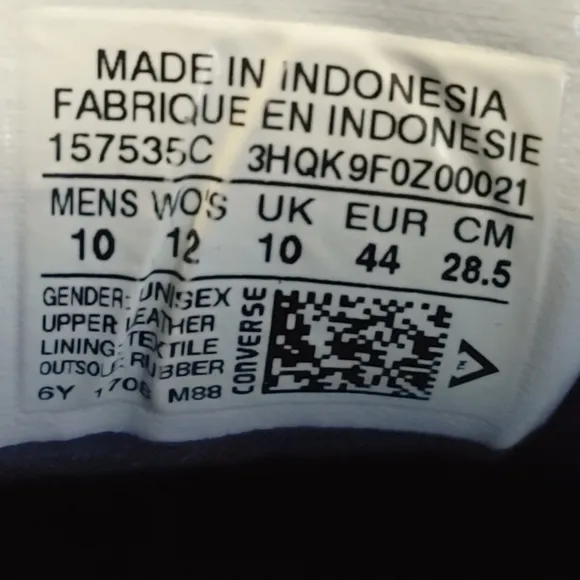 MADE IN INDONESIA
FABRIQUE EN INDONESIE
157535C 3HQK9F0Z00021
MENS WO'S UK EUR CM
10 12 10 44 28.5
GENDER: UNISEX
UPPER LEATHER
LINING: TEXTILE
OUTSOLE RUBBER
6Y 1708 M88
CONVERSE